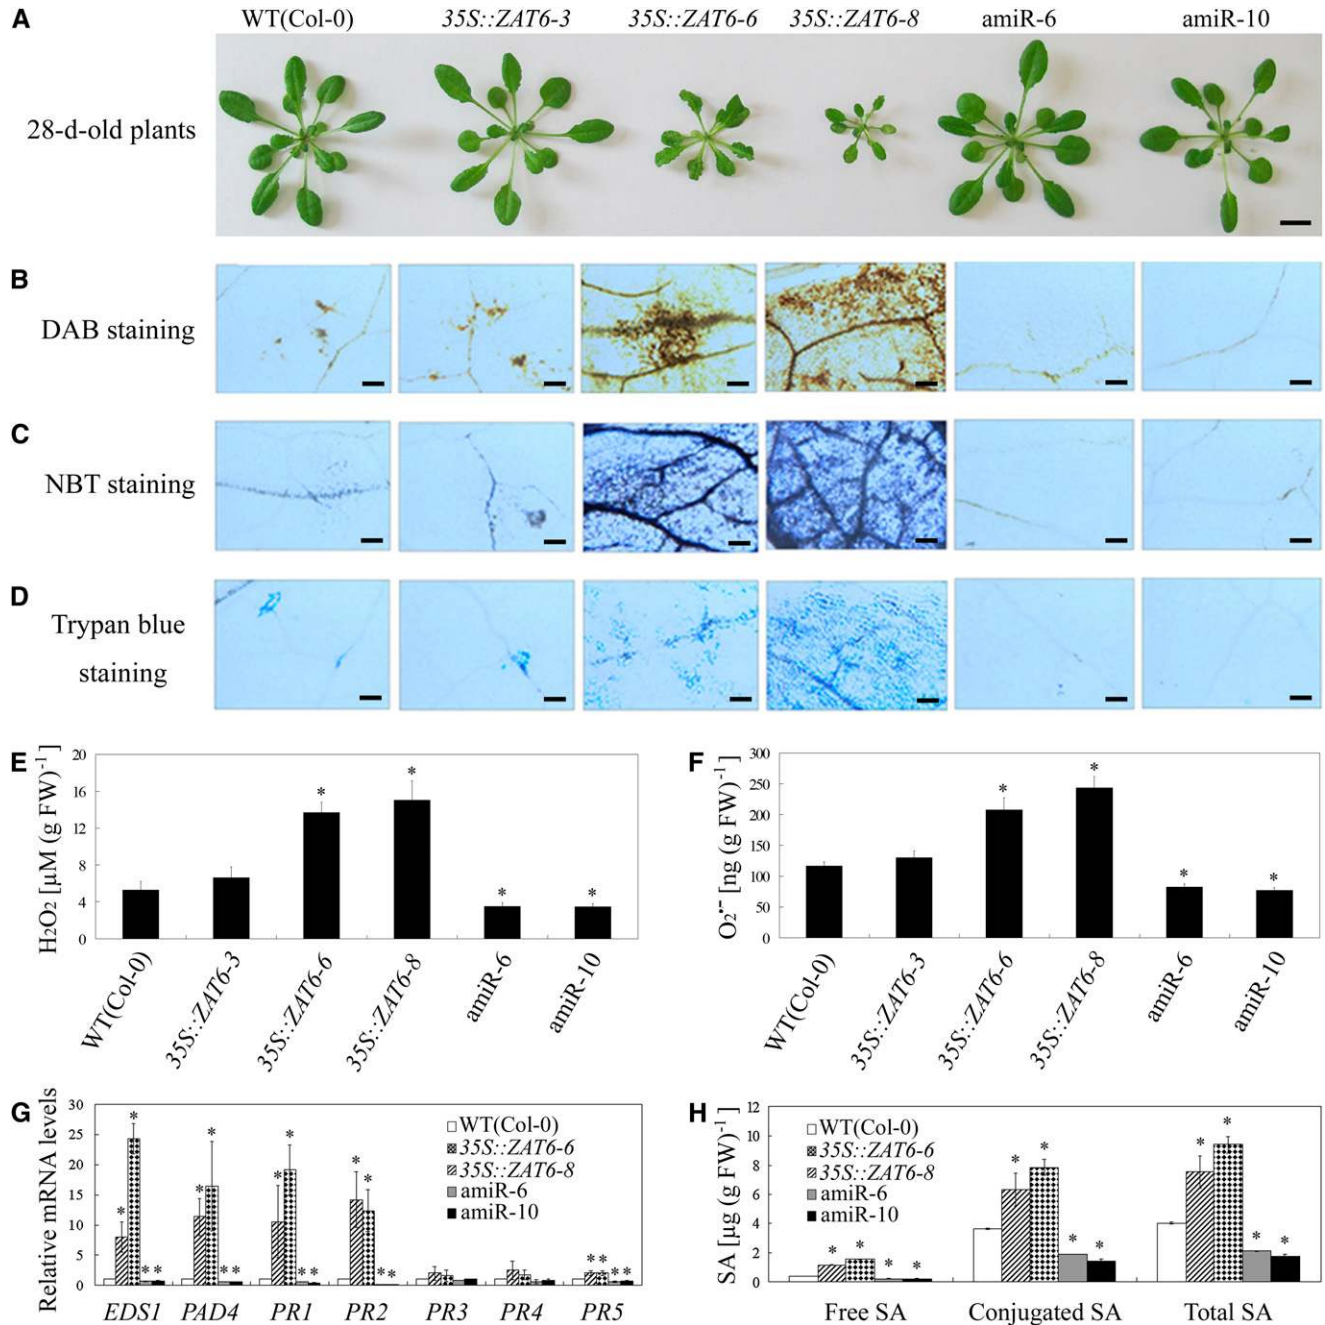 A
WT(Col-0) 35S::ZAT6-3 35S::ZAT6-6 35S::ZAT6-8 amiR-6 amiR-10
28-d-old plants
B
DAB staining
C
NBT staining
D
Trypan blue
staining
E
H2O2 [µM (g FW)-1]
20
16
12
8
4
0
* * * *
WT(Col-0) 35S::ZAT6-3 35S::ZAT6-6 35S::ZAT6-8 amiR-6 amiR-10
F
O2•− [ng (g FW)-1]
300
250
200
150
100
50
0
* * * *
WT(Col-0) 35S::ZAT6-3 35S::ZAT6-6 35S::ZAT6-8 amiR-6 amiR-10
G
Relative mRNA levels
30
25
20
15
10
5
0
WT(Col-0)
35S::ZAT6-6
35S::ZAT6-8
amiR-6
amiR-10
* * ** * * ** * * ** * * ** ** **
EDS1 PAD4 PR1 PR2 PR3 PR4 PR5
H
SA [µg (g FW)-1]
12
10
8
6
4
2
0
WT(Col-0)
35S::ZAT6-6
35S::ZAT6-8
amiR-6
amiR-10
* * * * * * * * * * * *
Free SA Conjugated SA Total SA